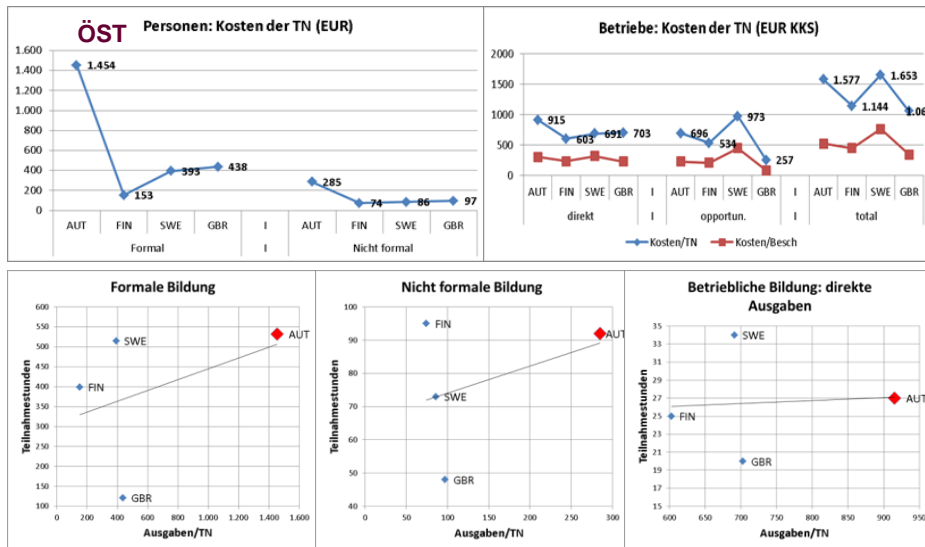 ÖST
Personen: Kosten der TN (EUR)
1.600
1.400
1.200
1.000
800
600
400
200
0
1.454
153
393
438
285
74
86
97
AUT FIN SWE GBR I AUT FIN SWE GBR
Formal I Nicht formal
Betriebe: Kosten der TN (EUR KKS)
2000
1500
1000
500
0
915
603
691
703
696
534
973
257
1.577
1.144
1.653
1.06
AUT FIN SWE GBR I AUT FIN SWE GBR I AUT FIN SWE GBR
direkt I opportun. I total
Kosten/TN Kosten/Besch
Formale Bildung
Teilnahmestunden
600
550
500
450
400
350
300
250
200
150
100
AUT
SWE
FIN
GBR
0 200 400 600 800 1.000 1.200 1.400 1.600
Ausgaben/TN
Nicht formale Bildung
Teilnahmestunden
100
90
80
70
60
50
40
FIN
AUT
SWE
GBR
0 50 100 150 200 250 300
Ausgaben/TN
Betriebliche Bildung: direkte
Ausgaben
Teilnahmestunden
35
33
31
29
27
25
23
21
19
17
15
SWE
AUT
FIN
GBR
600 650 700 750 800 850 900 950
Ausgaben/TN